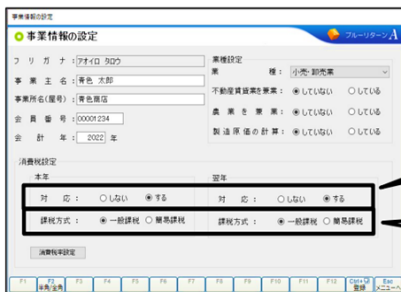 事業情報の設定
事業情報の設定
ブルーリターンA
フリガナ：アオイロ タロウ
事業主名：青色 太郎
事業所名(屋号)：青色商店
会員番号：00001234
会計年：2022 年
業種設定
業種：小売・卸売業
不動産賃貸業を兼業：していない している
農業を兼業：していない している
製造原価の計算：していない している
消費税設定
本年
対応：しない する
課税方式：一般課税 簡易課税
翌年
対応：しない する
課税方式：一般課税 簡易課税
消費税率設定
F1 F2 F3 F4 F5 F6 F7 F8 F9 F10 F11 F12 Ctrl+ Esc
半角/全角 登録 メニューへ